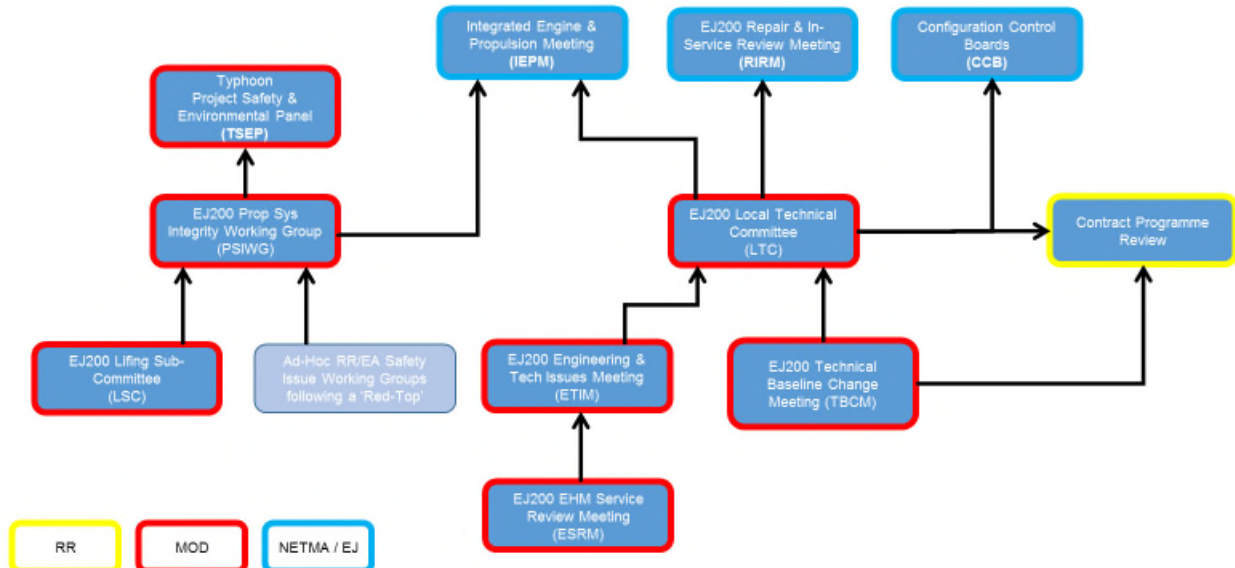 Integrated Engine &
Propulsion Meeting
(IEPM)
EJ200 Repair & In-
Service Review Meeting
(RIRM)
Configuration Control
Boards
(CCB)
Typhoon
Project Safety &
Environmental Panel
(TSEP)
EJ200 Prop Sys
Integrity Working Group
(PSIWG)
EJ200 Local Technical
Committee
(LTC)
Contract Programme
Review
EJ200 Lifing Sub-
Committee
(LSC)
Ad-Hoc RR/EA Safety
Issue Working Groups
following a 'Red-Top'
EJ200 Engineering &
Tech Issues Meeting
(ETIM)
EJ200 Technical
Baseline Change
Meeting (TBCM)
EJ200 EHM Service
Review Meeting
(ESRM)
RR
MOD
NETMA / EJ